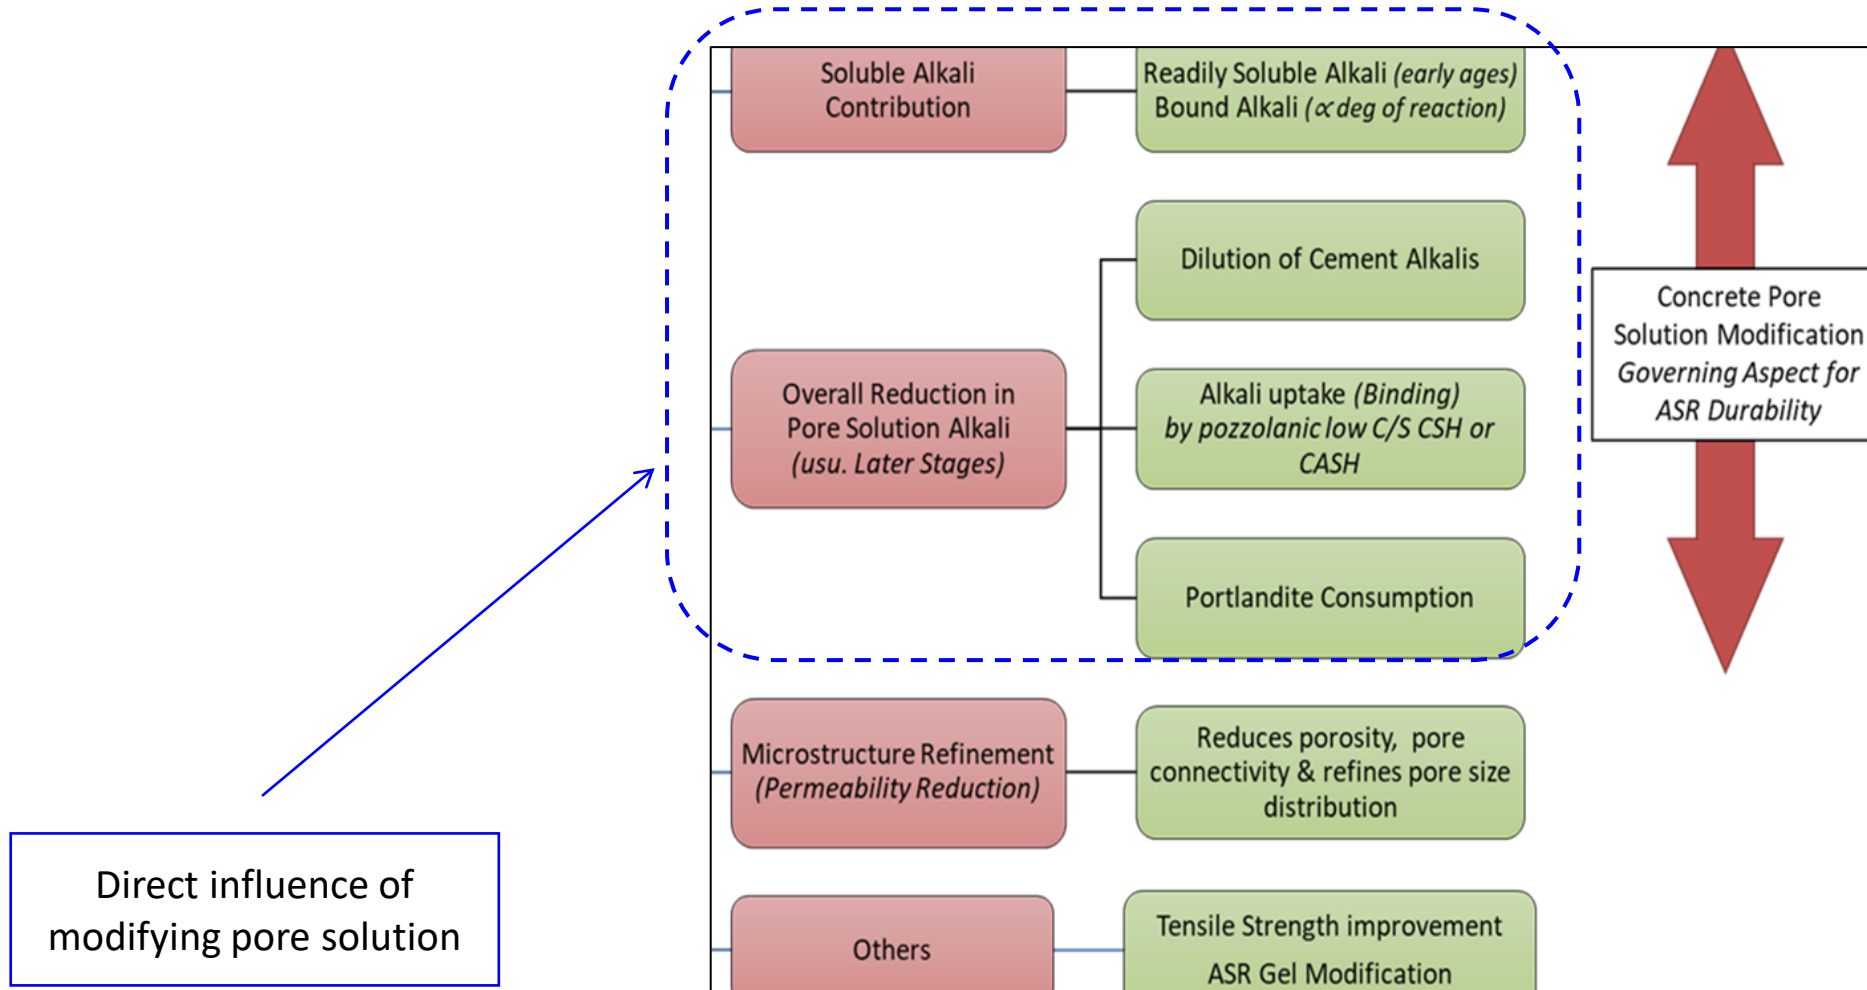 Soluble Alkali
Contribution
Readily Soluble Alkali (early ages)
Bound Alkali (∝ deg of reaction)
Dilution of Cement Alkalis
Overall Reduction in
Pore Solution Alkali
(usu. Later Stages)
Alkali uptake (Binding)
by pozzolanic low C/S CSH or
CASH
Portlandite Consumption
Concrete Pore
Solution Modification
Governing Aspect for
ASR Durability
Microstructure Refinement
(Permeability Reduction)
Reduces porosity, pore
connectivity & refines pore size
distribution
Others
Tensile Strength improvement
ASR Gel Modification
Direct influence of
modifying pore solution